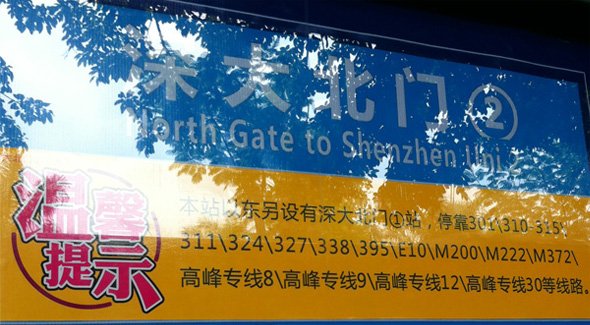 深大北门②
North Gate to Shenzhen Uni 2
温馨
提示
本站以东另设有深大北门①站，停靠301\310-315\
311\324\327\338\395\E10\M200\M222\M372\
高峰专线8\高峰专线9\高峰专线12\高峰专线30等线路。